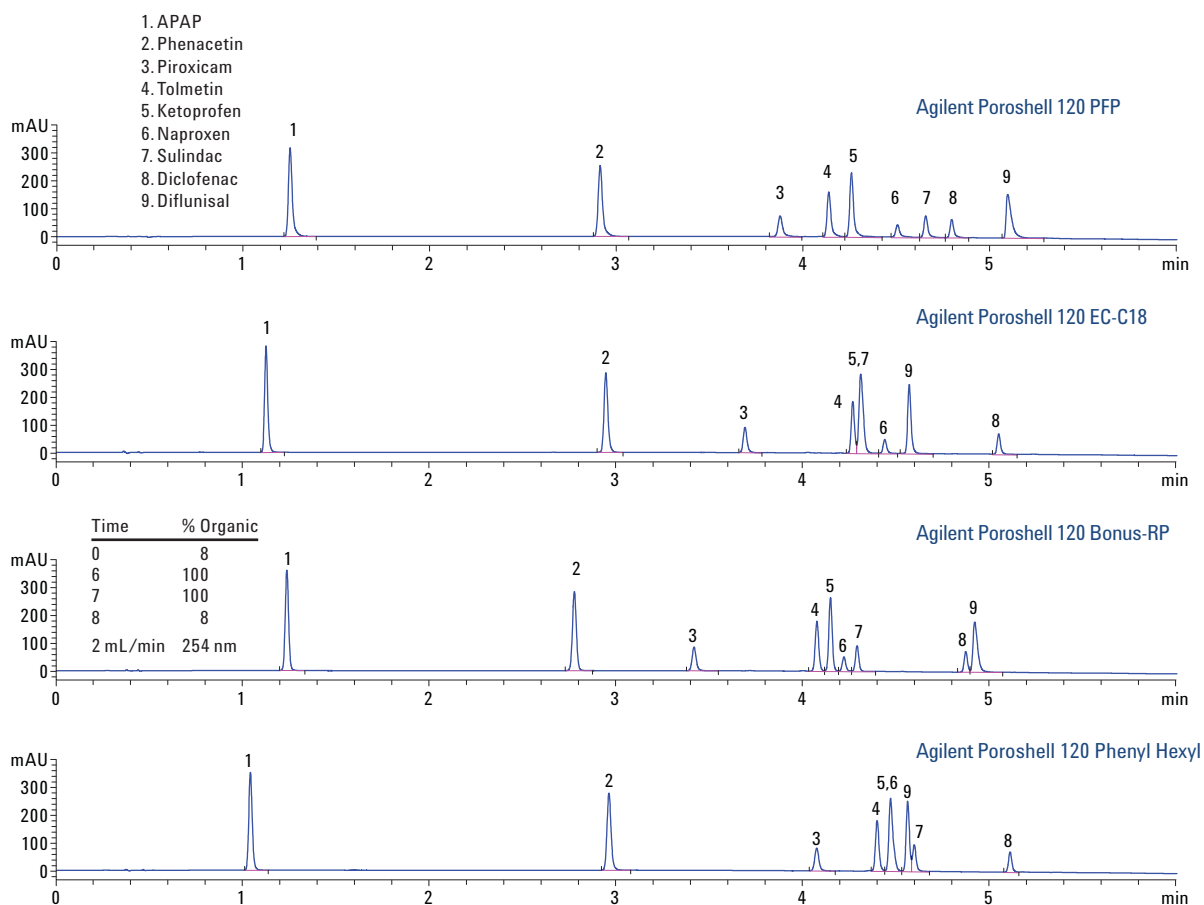 1. APAP
2. Phenacetin
3. Piroxicam
4. Tolmetin
5. Ketoprofen
6. Naproxen
7. Sulindac
8. Diclofenac
9. Diflunisal
Agilent Poroshell 120 PFP
mAU
300
200
100
0
1
2
3
4
5
6
7
8
9
0 1 2 3 4 5 min
Agilent Poroshell 120 EC-C18
mAU
300
200
100
0
1
2
3
4
5,7
6
9
8
0 1 2 3 4 5 min
Time % Organic
0 8
6 100
7 100
8 8
2 mL/min 254 nm
Agilent Poroshell 120 Bonus-RP
mAU
300
200
100
0
1
2
3
4
5
6
7
8
9
0 1 2 3 4 5 min
Agilent Poroshell 120 Phenyl Hexyl
mAU
300
200
100
0
1
2
3
4
5,6
9
7
8
0 1 2 3 4 5 min